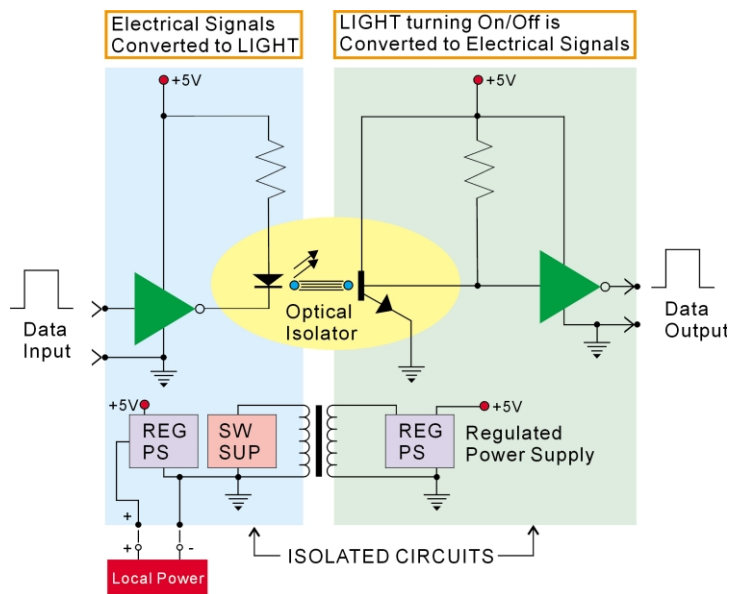 Electrical Signals
Converted to LIGHT
LIGHT turning On/Off is
Converted to Electrical Signals
+5V
+5V
Optical
Isolator
Data
Input
Data
Output
+5V
REG
PS
SW
SUP
+5V
REG
PS
Regulated
Power Supply
+
+
-
Local Power
ISOLATED CIRCUITS